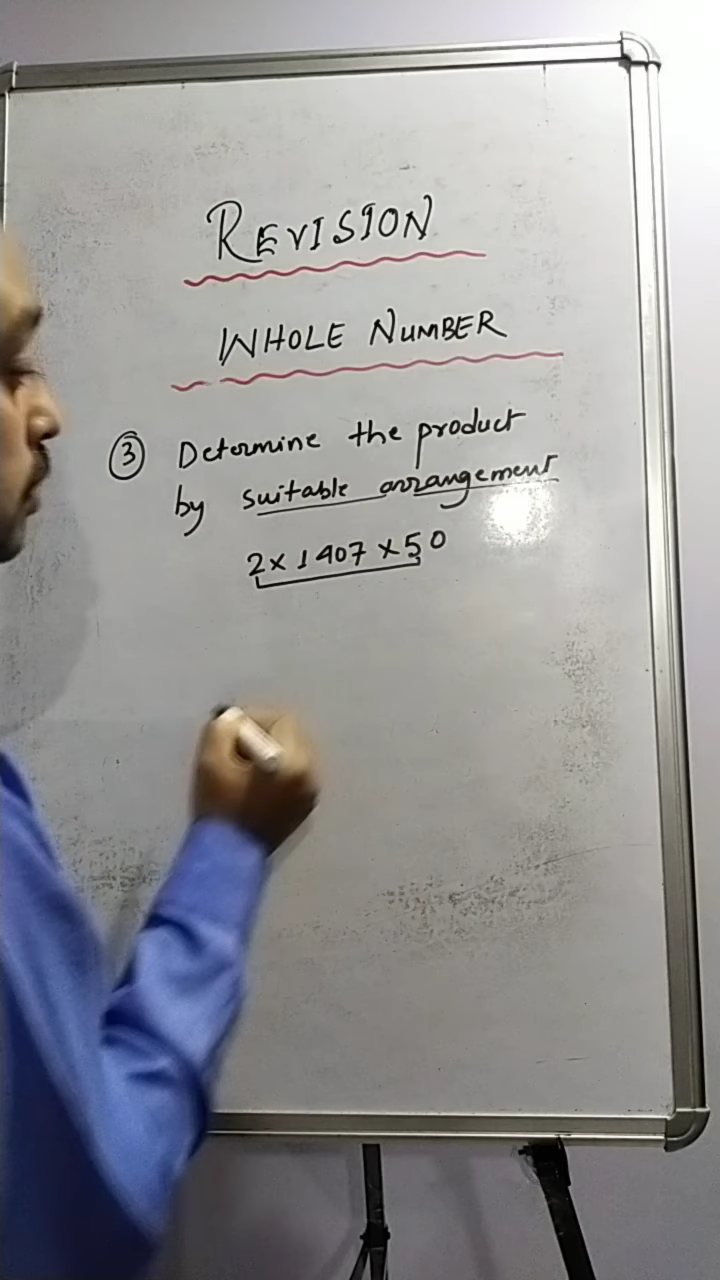 REVISION
WHOLE NUMBER
3 Determine the product
by suitable arrangement
2 × 1407 × 50